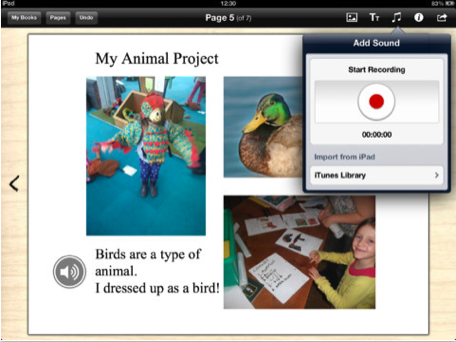 iPad
12:30
83%
My Books
Pages
Undo
Page 5 (of 7)
Add Sound
Start Recording
00:00:00
Import from iPad
iTunes Library
My Animal Project
Birds are a type of
animal.
I dressed up as a bird!